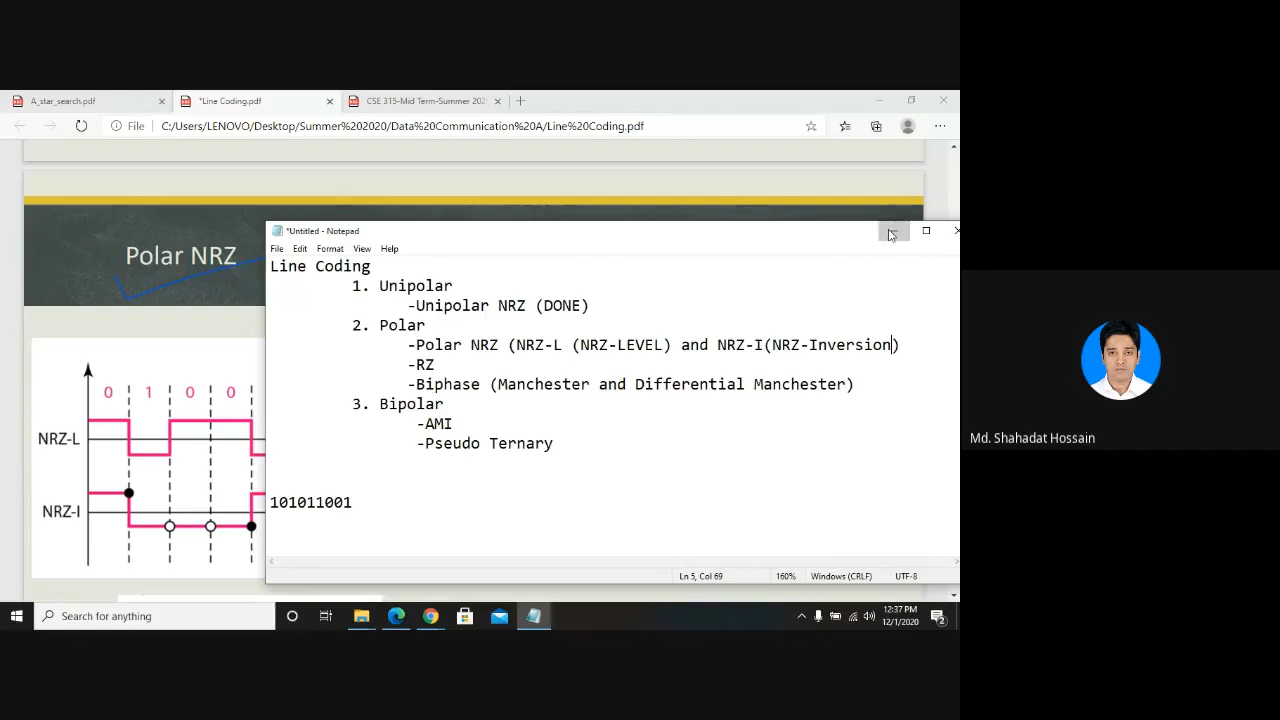 A_star_search.pdf
*Line Coding.pdf
CSE 315-Mid Term-Summer 202
File
C:/Users/LENOVO/Desktop/Summer%202020/Data%20Communication%20A/Line%20Coding.pdf
Polar NRZ
*Untitled - Notepad
File Edit Format View Help
Line Coding
1. Unipolar
-Unipolar NRZ (DONE)
2. Polar
-Polar NRZ (NRZ-L (NRZ-LEVEL) and NRZ-I(NRZ-Inversion)
-RZ
-Biphase (Manchester and Differential Manchester)
3. Bipolar
-AMI
-Pseudo Ternary
101011001
Ln 5, Col 69 160% Windows (CRLF) UTF-8
0 1 0 0
NRZ-L
NRZ-I
Md. Shahadat Hossain
Search for anything
12:37 PM
12/1/2020
2